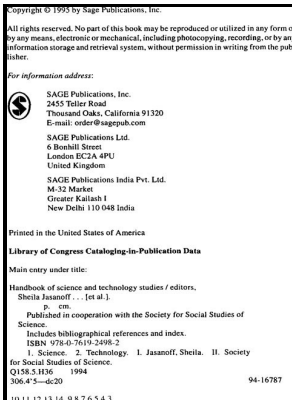 Copyright © 1995 by Sage Publications, Inc.
All rights reserved. No part of this book may be reproduced or utilized in any form o
by any means, electronic or mechanical, including photocopying, recording, or by any
information storage and retrieval system, without permission in writing from the pub
lisher.
For information address:
SAGE Publications, Inc.
2455 Teller Road
Thousand Oaks, California 91320
E-mail: order@sagepub.com
SAGE Publications Ltd.
6 Bonhill Street
London EC2A 4PU
United Kingdom
SAGE Publications India Pvt. Ltd.
M-32 Market
Greater Kailash I
New Delhi 110 048 India
Printed in the United States of America
Library of Congress Cataloging-in-Publication Data
Main entry under title:
Handbook of science and technology studies / editors,
Sheila Jasanoff . . . [et al.].
p. cm.
Published in cooperation with the Society for Social Studies of
Science.
Includes bibliographical references and index.
ISBN 978-0-7619-2498-2
1. Science. 2. Technology. I. Jasanoff, Sheila. II. Society
for Social Studies of Science.
Q158.5.H36 1994
306.4'5—dc20 94-16787
10 11 12 13 14 9 8 7 6 5 4 3